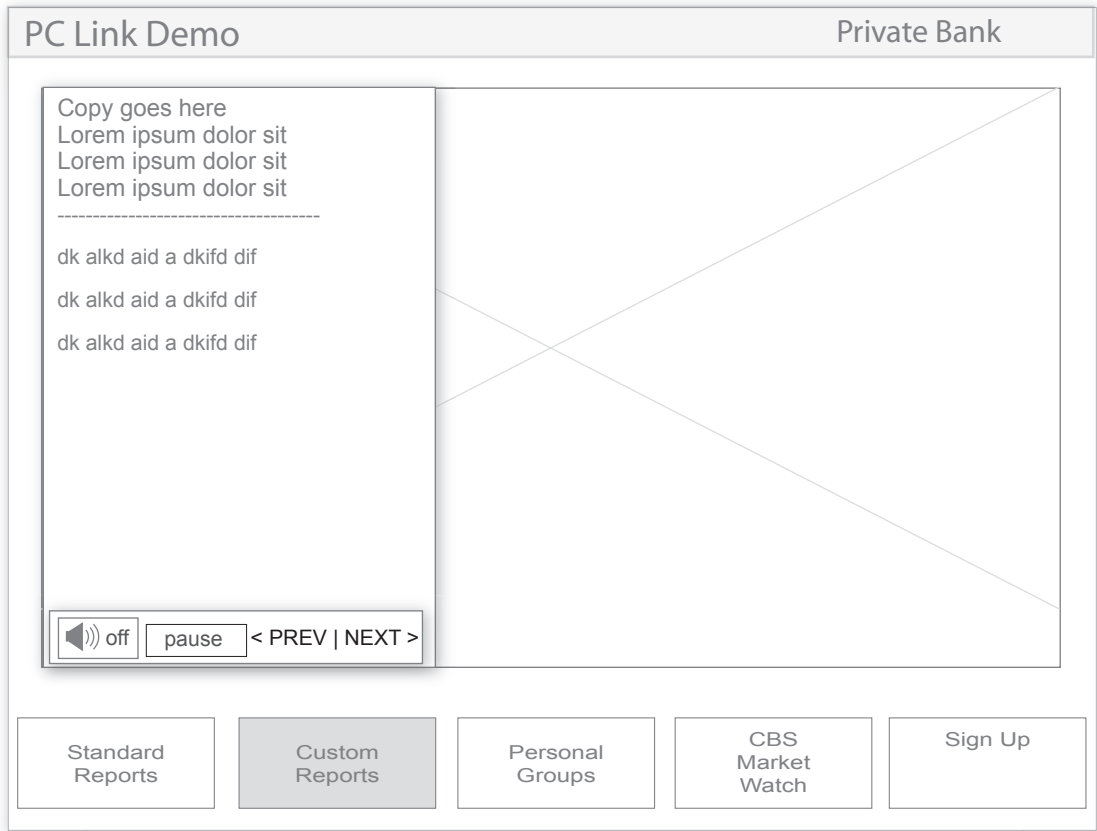 PC Link Demo
Private Bank
Copy goes here
Lorem ipsum dolor sit
Lorem ipsum dolor sit
Lorem ipsum dolor sit
-------------------------------------
dk alkd aid a dkifd dif
dk alkd aid a dkifd dif
dk alkd aid a dkifd dif
off
pause
< PREV | NEXT >
Standard
Reports
Custom
Reports
Personal
Groups
CBS
Market
Watch
Sign Up